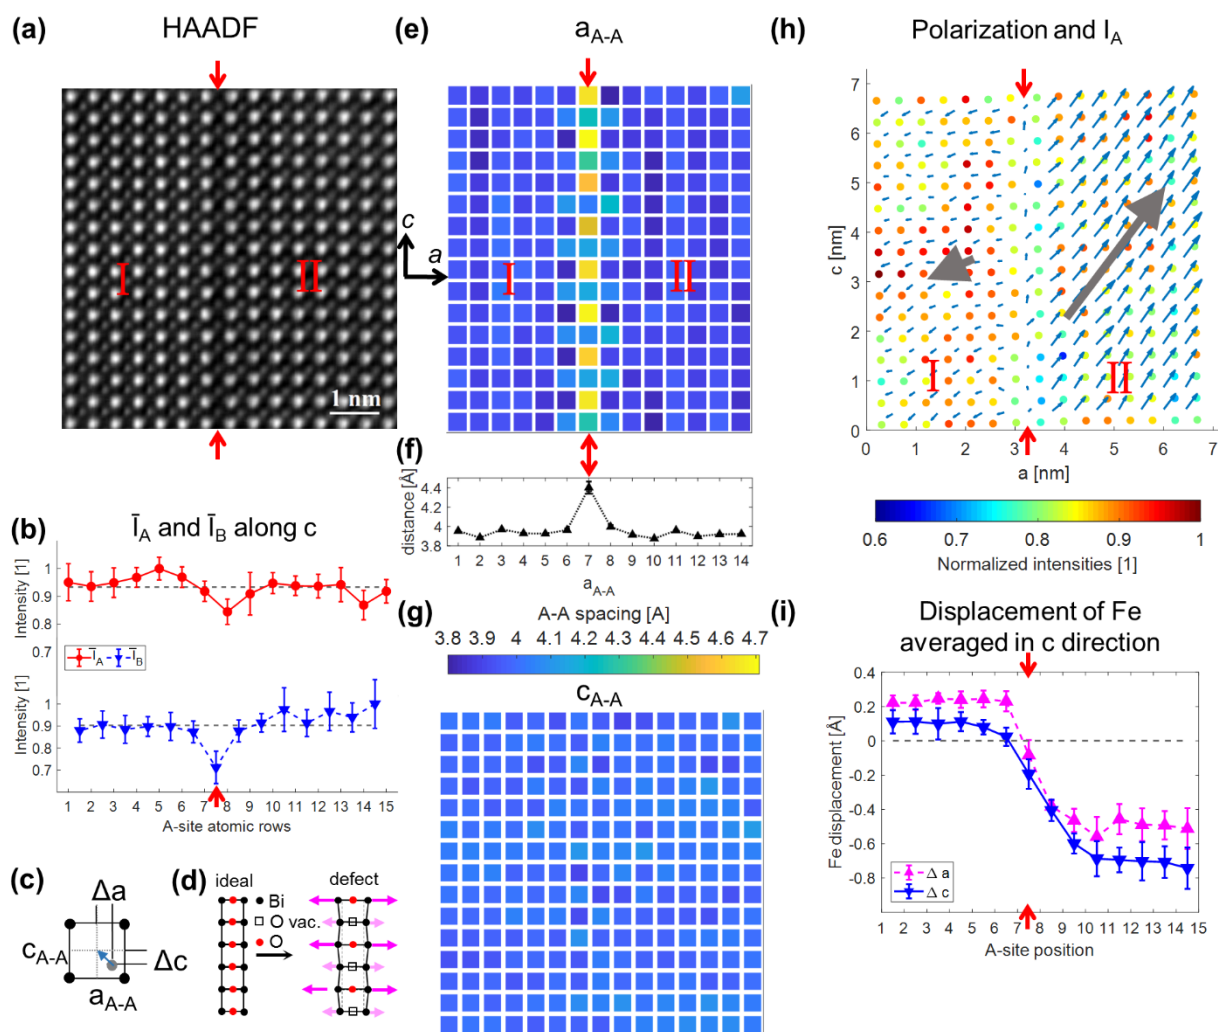 (a)
HAADF
I
II
1 nm
c
a
(b)
ĪA and ĪB along c
Intensity [1]
1
0.9
0.8
0.7
ĪA
ĪB
Intensity [1]
1
0.9
0.8
0.7
1 2 3 4 5 6 7 8 9 10 11 12 13 14 15
A-site atomic rows
(c)
Δa
cA-A
Δc
aA-A
(d)
ideal
defect
Bi
O vac.
O
(e)
aA-A
I
II
(f)
distance [Å]
4.4
4.2
4
3.8
1 2 3 4 5 6 7 8 9 10 11 12 13 14
aA-A
(g)
A-A spacing [A]
3.8 3.9 4 4.1 4.2 4.3 4.4 4.5 4.6 4.7
cA-A
(h)
Polarization and IA
c [nm]
7
6
5
4
3
2
1
0
I
II
0 1 2 3 4 5 6 7
a [nm]
0.6 0.7 0.8 0.9 1
Normalized intensities [1]
(i)
Displacement of Fe
averaged in c direction
Fe displacement [Å]
0.4
0.2
0
-0.2
-0.4
-0.6
-0.8
-1
Δ a
Δ c
1 2 3 4 5 6 7 8 9 10 11 12 13 14 15
A-site position